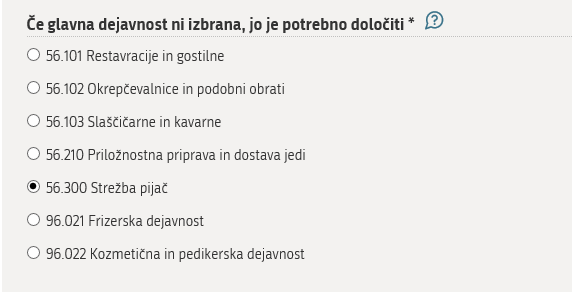 Če glavna dejavnost ni izbrana, jo je potrebno določiti *
56.101 Restavracije in gostilne
56.102 Okrepčevalnice in podobni obrati
56.103 Slaščičarne in kavarne
56.210 Priložnostna priprava in dostava jedi
56.300 Strežba pijač
96.021 Frizerska dejavnost
96.022 Kozmetična in pedikerska dejavnost